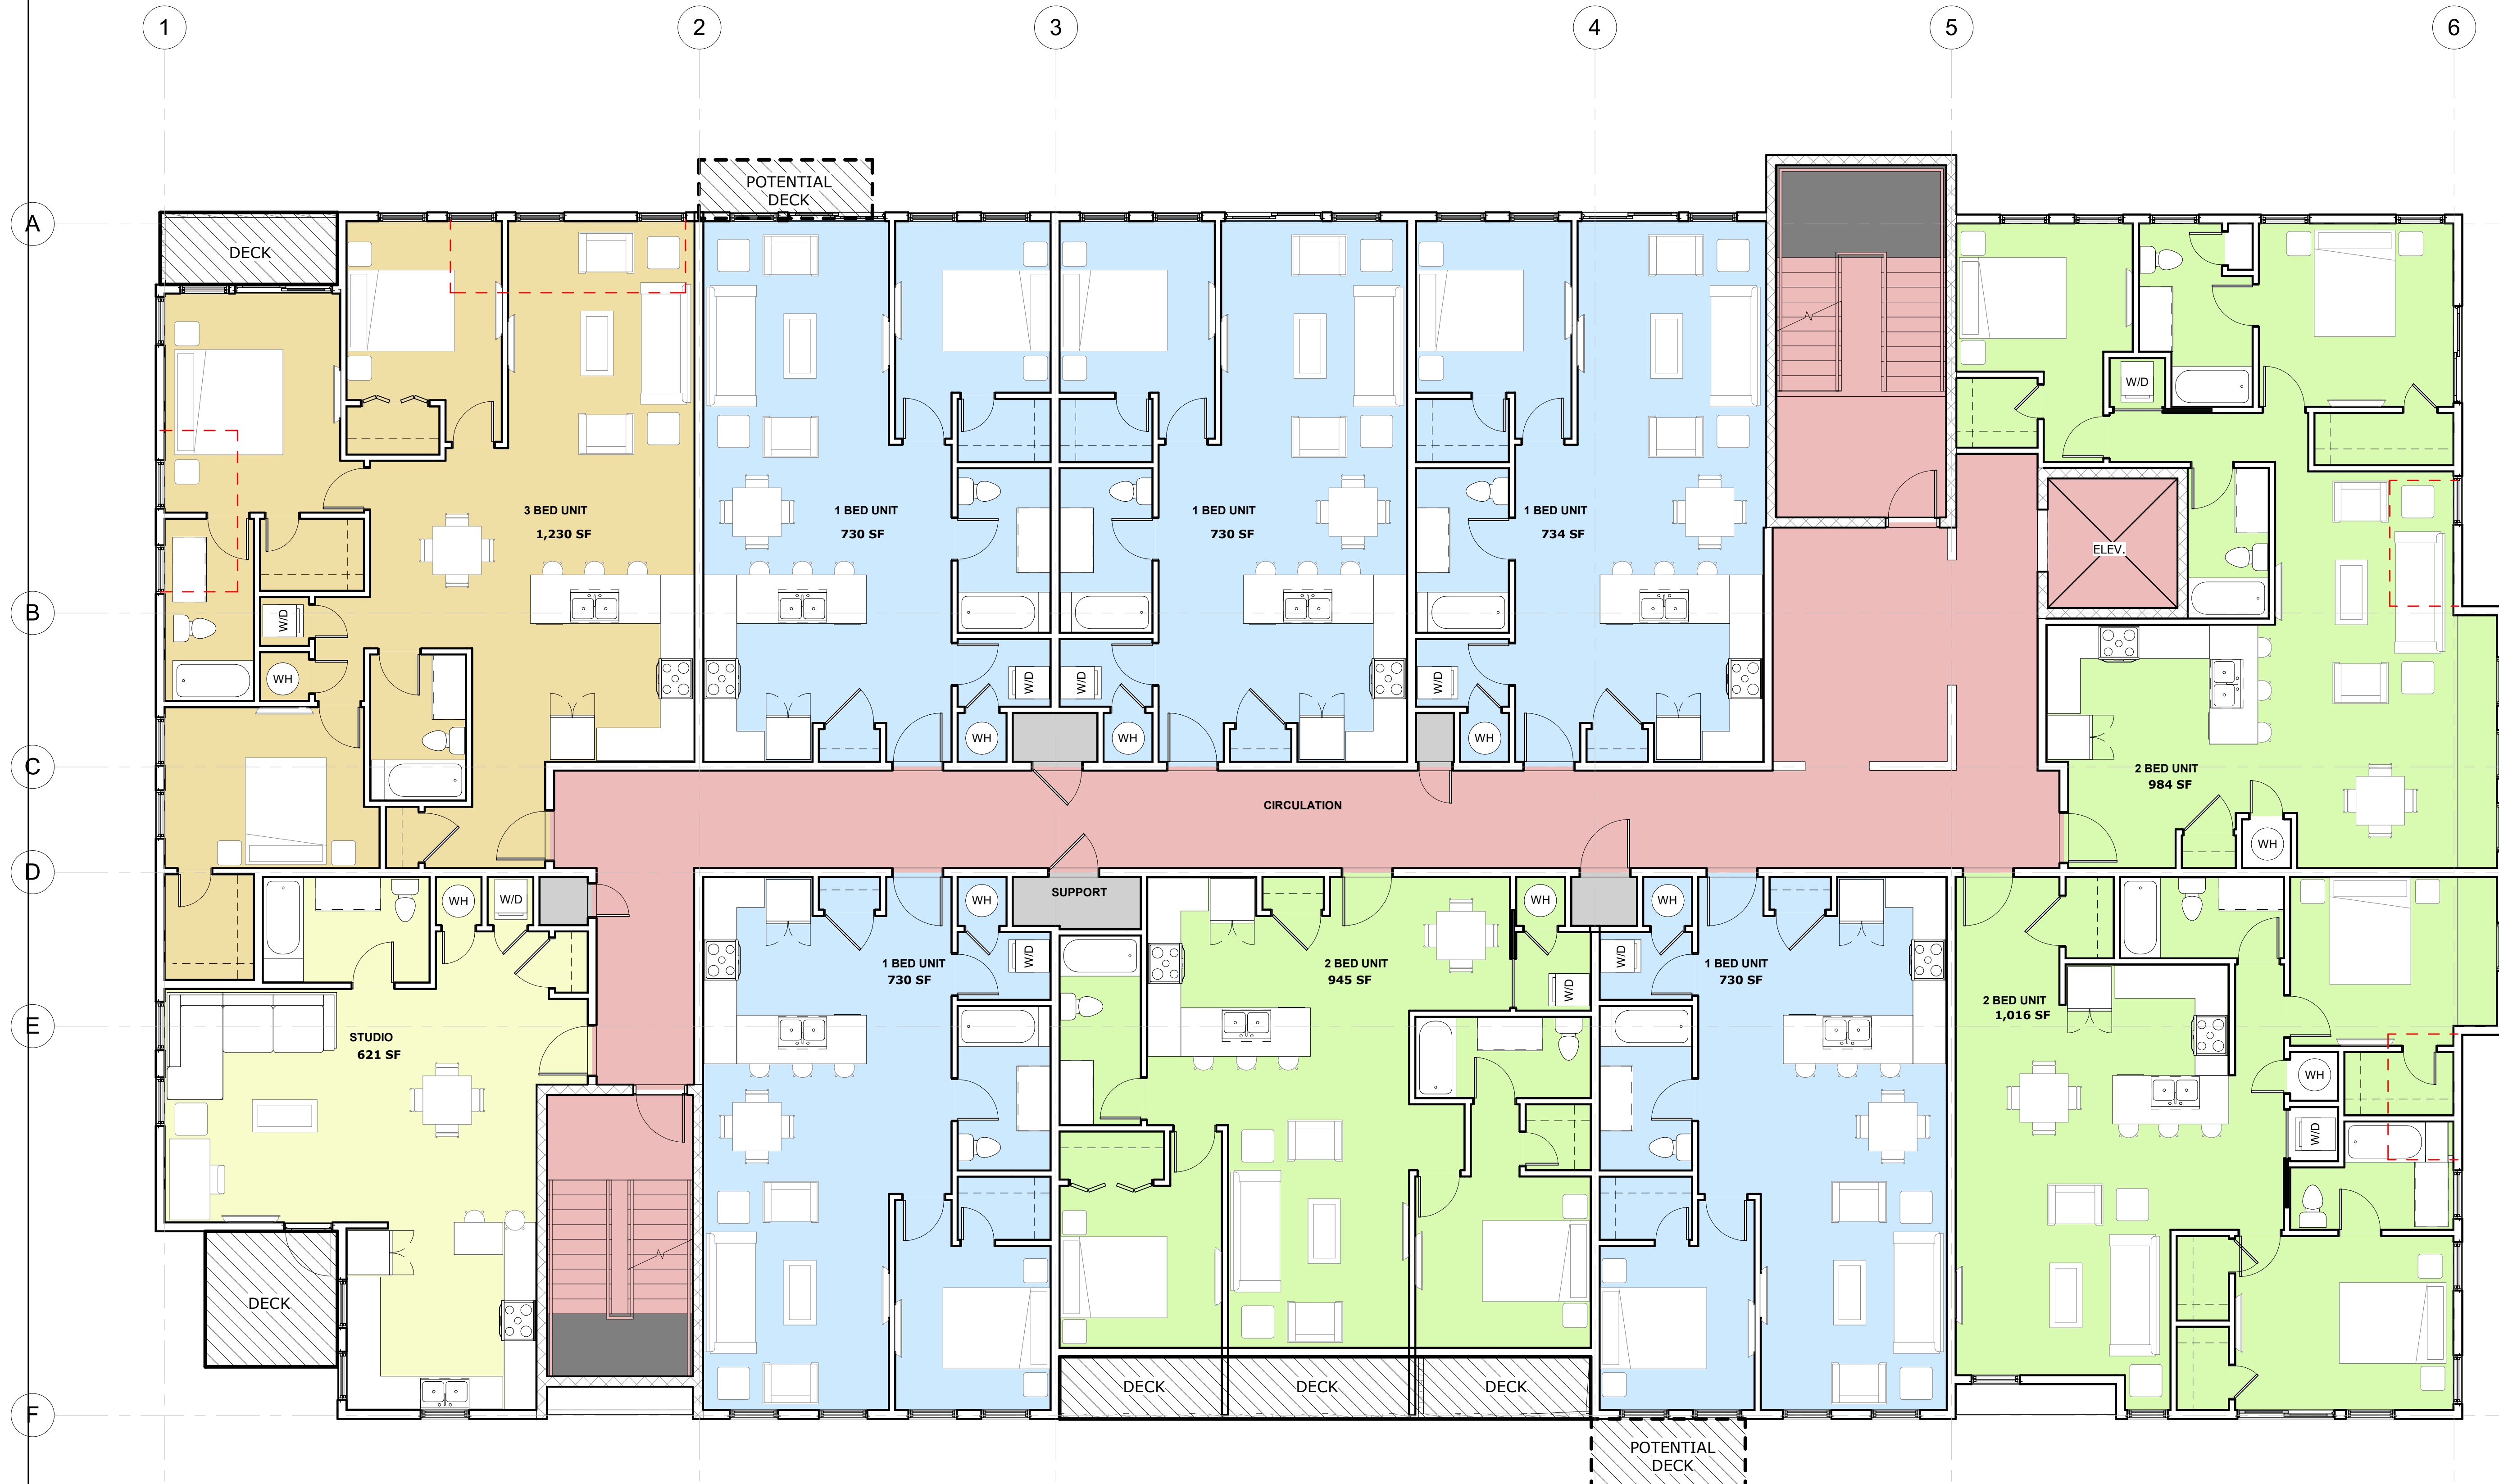 1
2
3
4
5
6
A
B
C
D
E
F
POTENTIAL
DECK
DECK
3 BED UNIT
1,230 SF
1 BED UNIT
730 SF
1 BED UNIT
730 SF
1 BED UNIT
734 SF
W/D
ELEV.
W/D
WH
W/D
WH
W/D
WH
W/D
WH
2 BED UNIT
984 SF
WH
CIRCULATION
SUPPORT
WH
W/D
STUDIO
621 SF
WH
W/D
1 BED UNIT
730 SF
2 BED UNIT
945 SF
WH
W/D
WH
W/D
1 BED UNIT
730 SF
2 BED UNIT
1,016 SF
WH
W/D
DECK
DECK
DECK
DECK
POTENTIAL
DECK